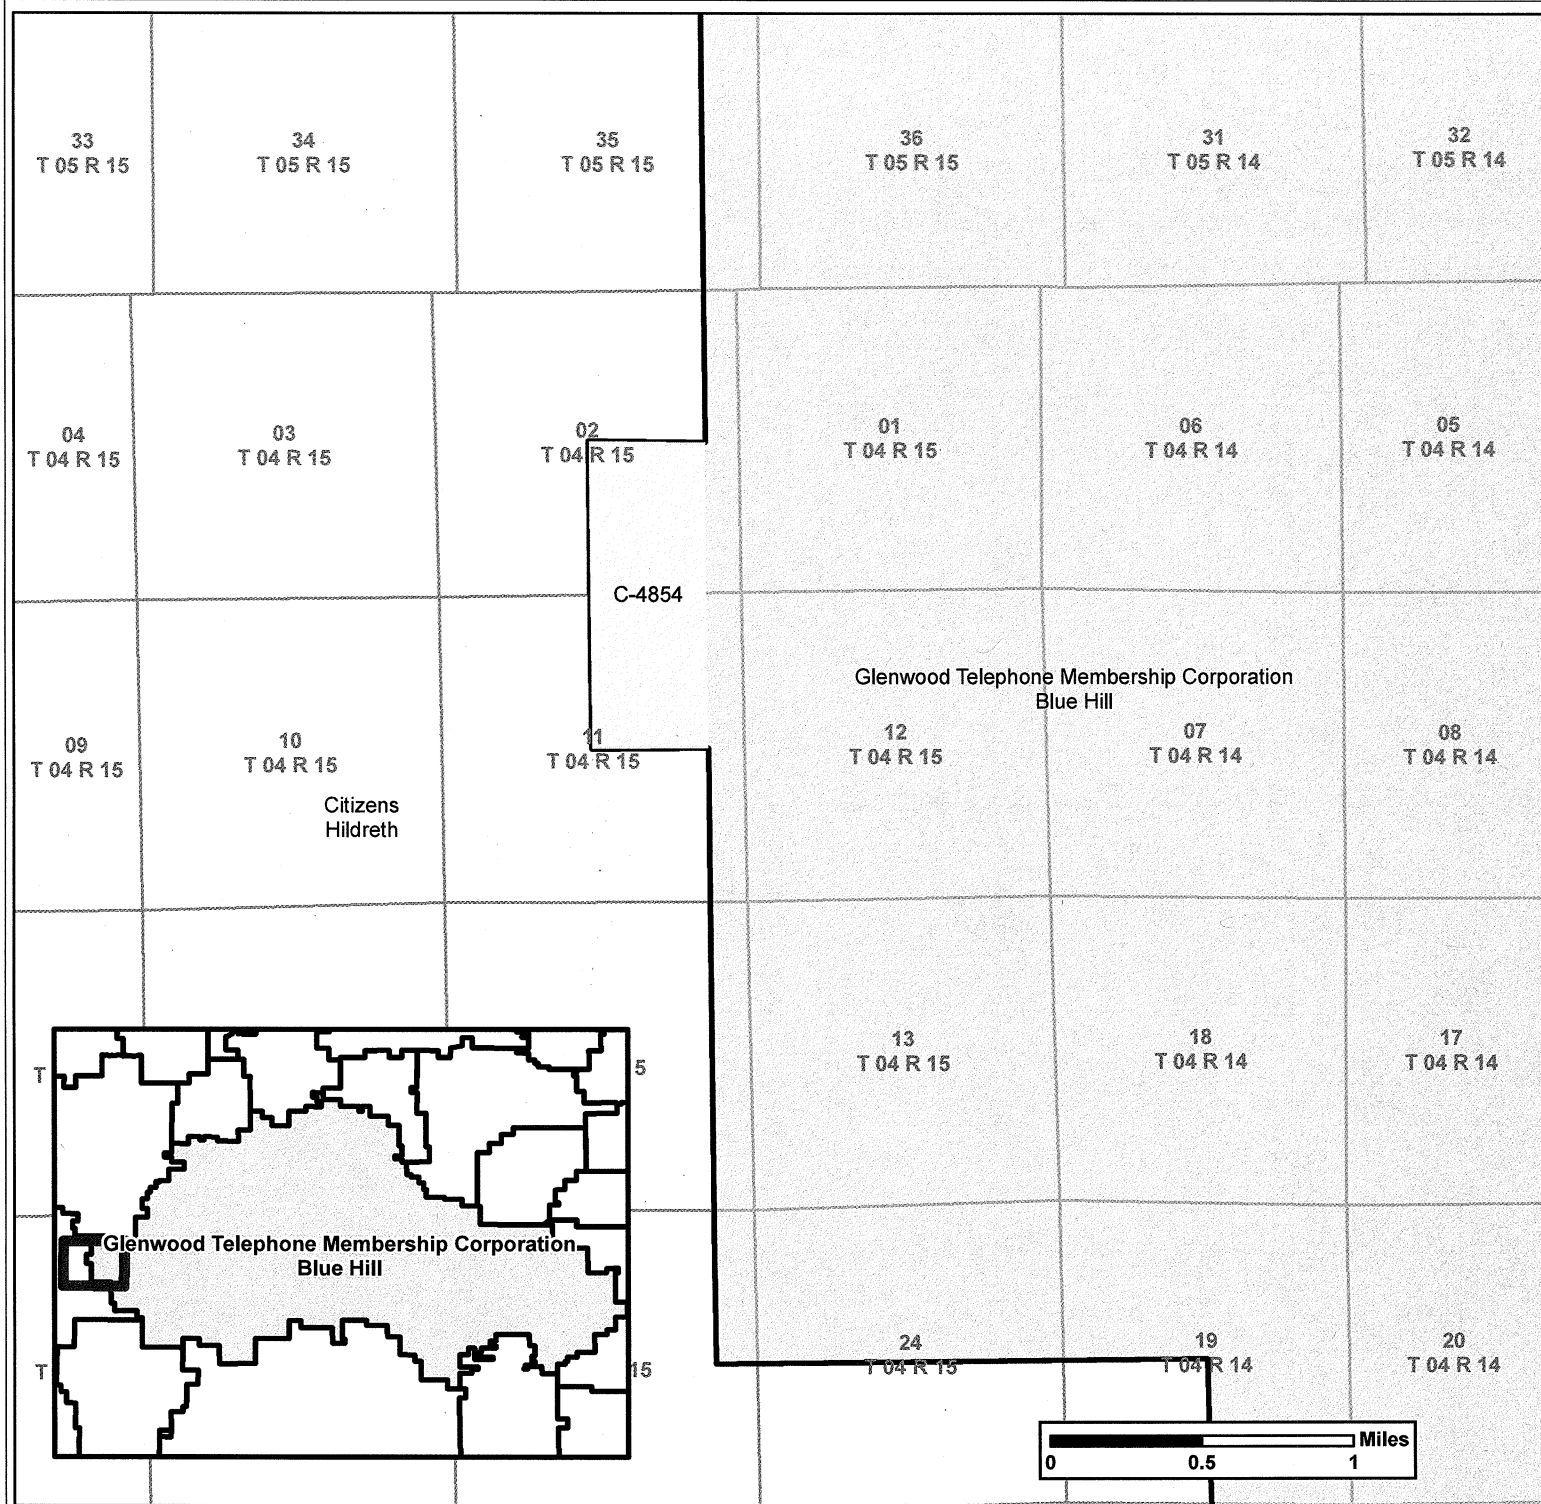 33
T 05 R 15
34
T 05 R 15
35
T 05 R 15
36
T 05 R 15
31
T 05 R 14
32
T 05 R 14
04
T 04 R 15
03
T 04 R 15
02
T 04 R 15
01
T 04 R 15
06
T 04 R 14
05
T 04 R 14
C-4854
Glenwood Telephone Membership Corporation
Blue Hill
09
T 04 R 15
10
T 04 R 15
11
T 04 R 15
12
T 04 R 15
07
T 04 R 14
08
T 04 R 14
Citizens
Hildreth
13
T 04 R 15
18
T 04 R 14
17
T 04 R 14
T
5
Glenwood Telephone Membership Corporation
Blue Hill
T
15
24
T 04 R 15
19
T 04 R 14
20
T 04 R 14
Miles
0 0.5 1